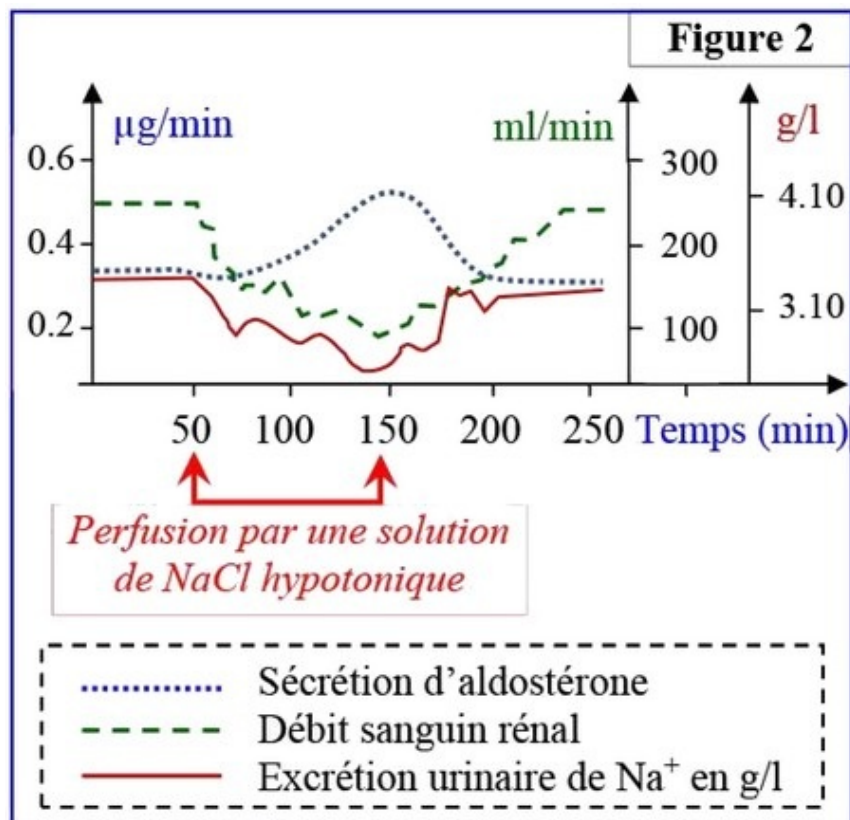 Figure 2
µg/min
ml/min
g/l
0.6
300
4.10
0.4
200
3.10
0.2
100
50 100 150 200 250 Temps (min)
Perfusion par une solution
de NaCl hypotonique
Sécrétion d'aldostérone
Débit sanguin rénal
Excrétion urinaire de Na⁺ en g/l